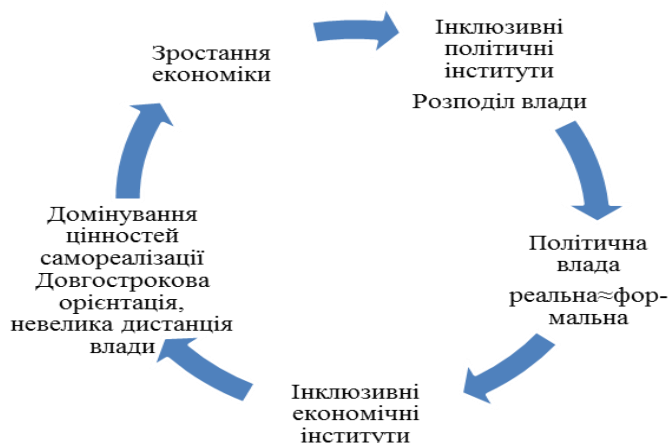 Зростання
економіки
Інклюзивні
політичні
інститути
Розподіл влади
Політична
влада
реальна≈фор-
мальна
Інклюзивні
економічні
інститути
Домінування
цінностей
самореалізації
Довгострокова
орієнтація,
невелика дистанція
влади